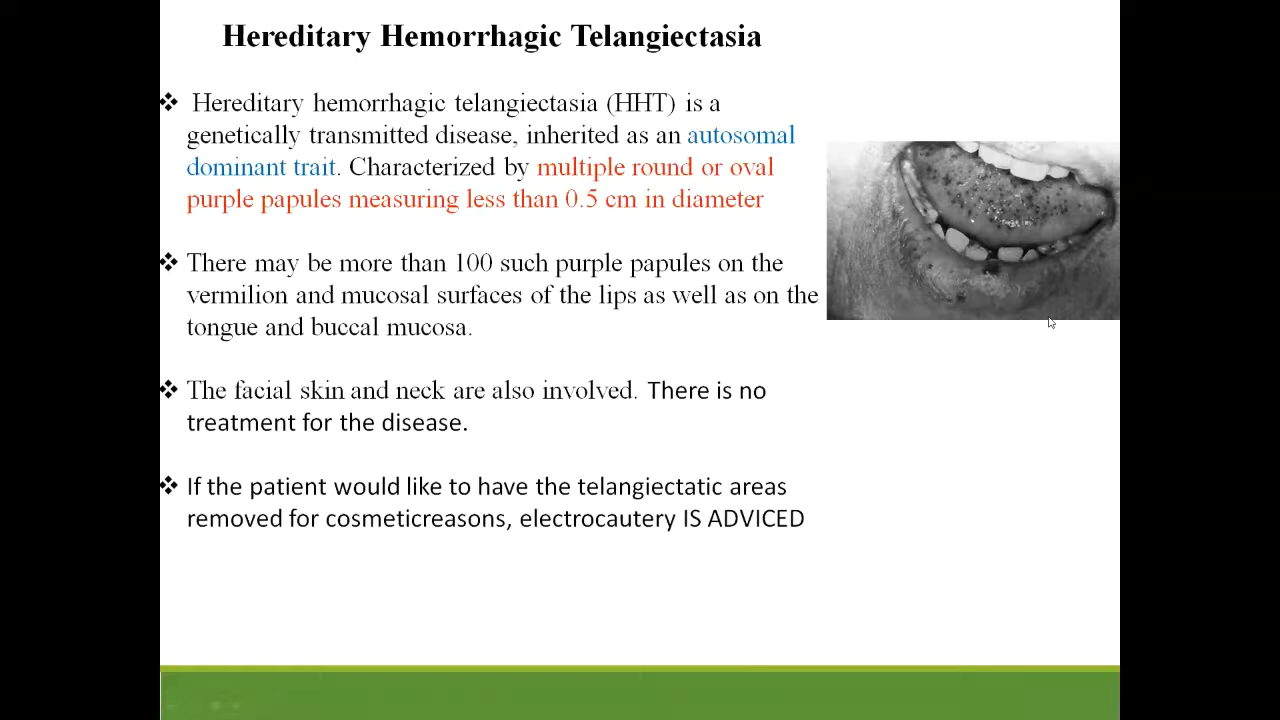 Hereditary Hemorrhagic Telangiectasia
❖ Hereditary hemorrhagic telangiectasia (HHT) is a
genetically transmitted disease, inherited as an autosomal
dominant trait. Characterized by multiple round or oval
purple papules measuring less than 0.5 cm in diameter
❖ There may be more than 100 such purple papules on the
vermilion and mucosal surfaces of the lips as well as on the
tongue and buccal mucosa.
❖ The facial skin and neck are also involved. There is no
treatment for the disease.
❖ If the patient would like to have the telangiectatic areas
removed for cosmeticreasons, electrocautery IS ADVICED